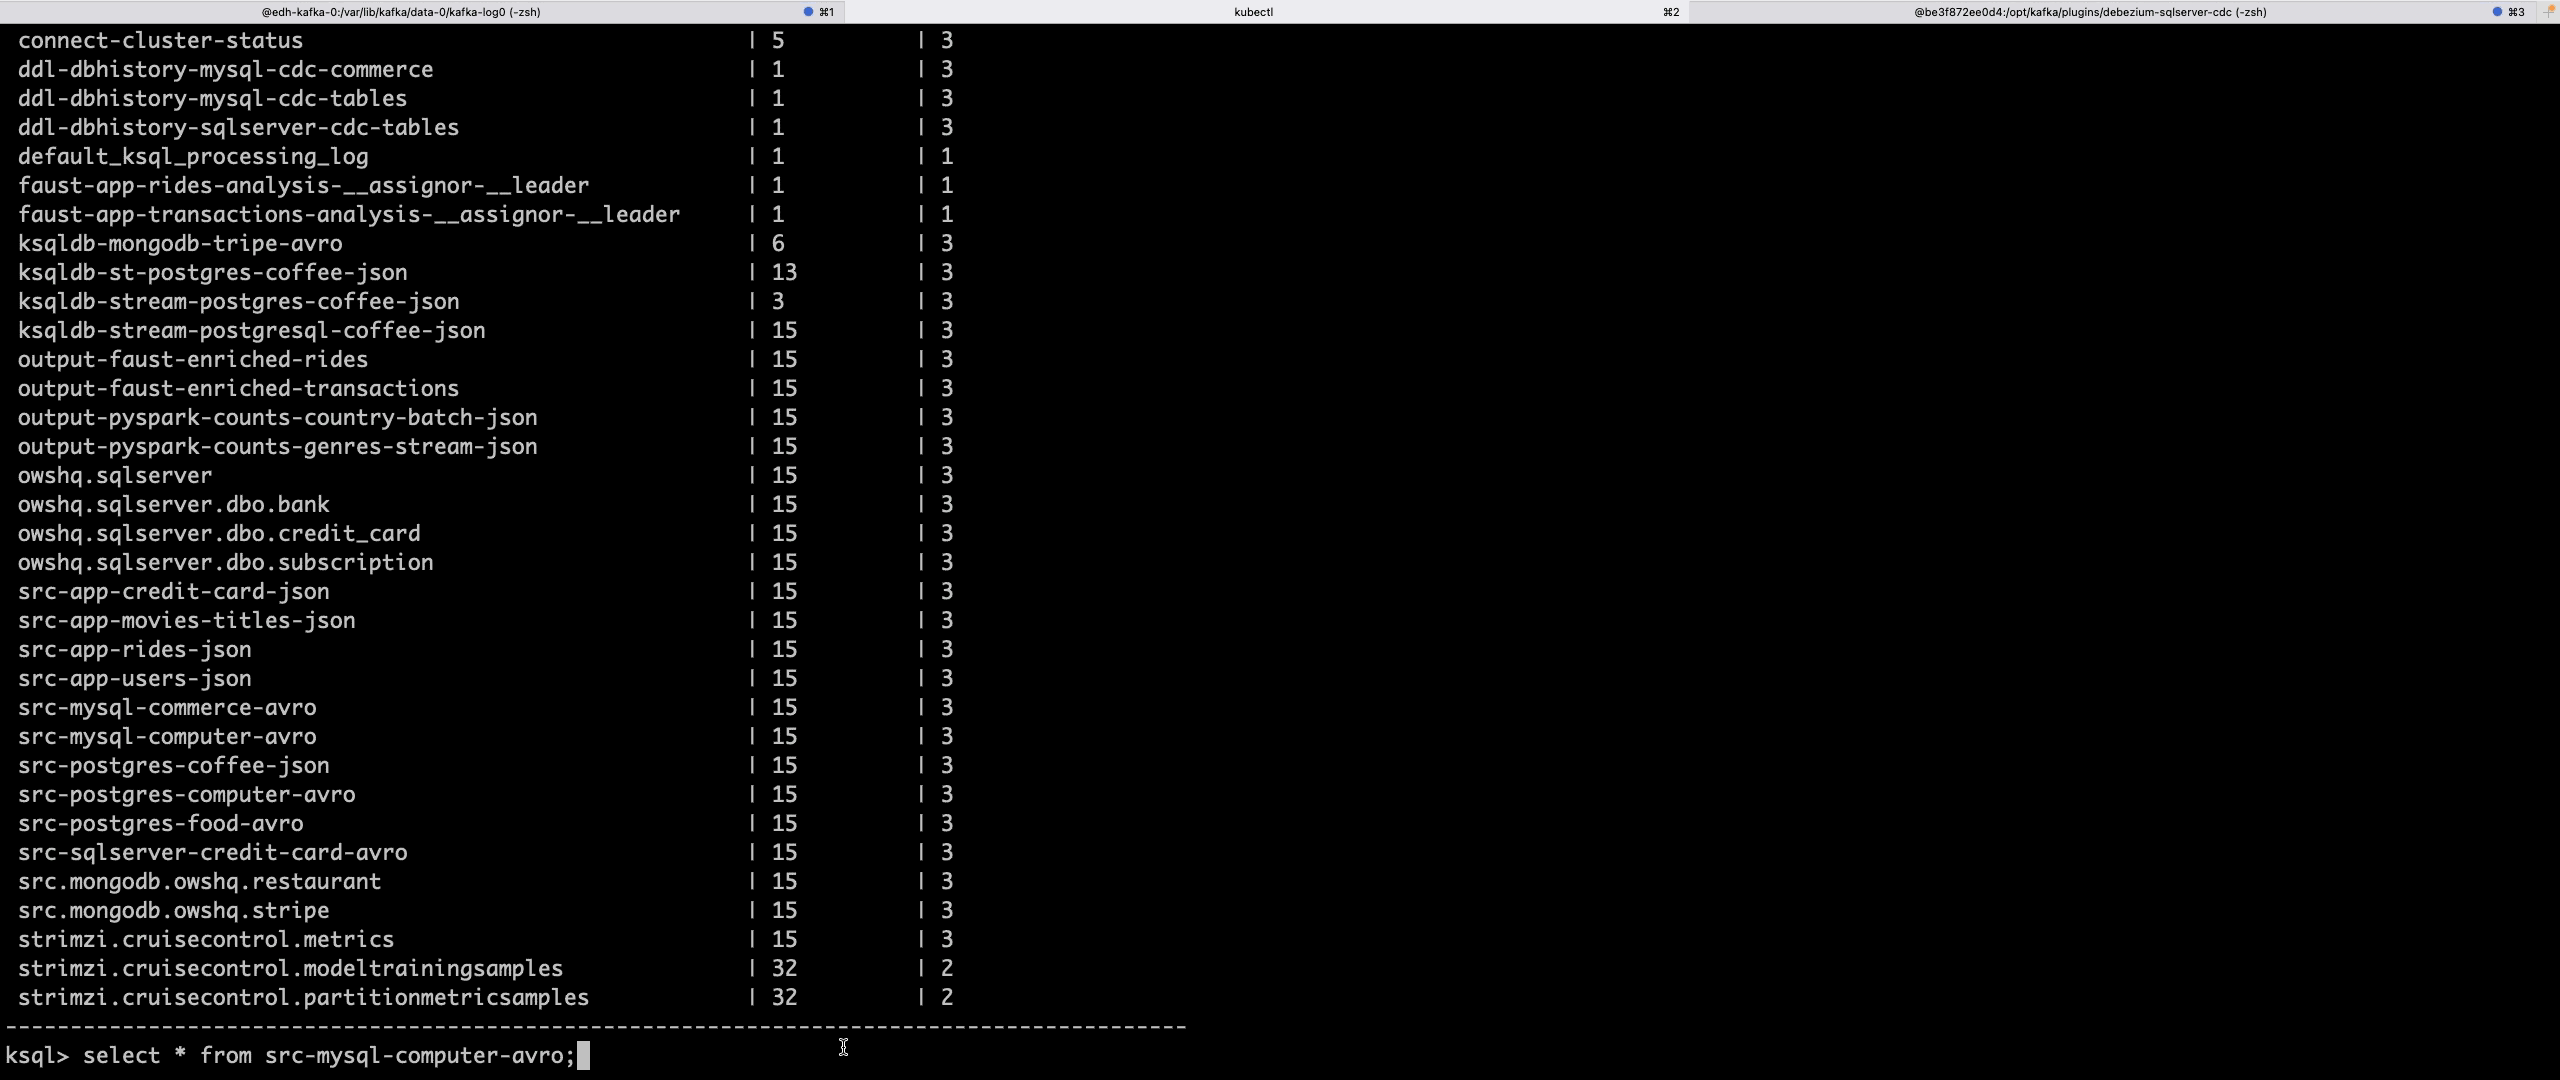 @edh-kafka-0:/var/lib/kafka/data-0/kafka-log0 (-zsh) ⌘1 kubectl ⌘2 @be3f872ee0d4:/opt/kafka/plugins/debezium-sqlserver-cdc (-zsh) ⌘3
connect-cluster-status | 5 | 3
ddl-dbhistory-mysql-cdc-commerce | 1 | 3
ddl-dbhistory-mysql-cdc-tables | 1 | 3
ddl-dbhistory-sqlserver-cdc-tables | 1 | 3
default_ksql_processing_log | 1 | 1
faust-app-rides-analysis-__assignor-__leader | 1 | 1
faust-app-transactions-analysis-__assignor-__leader | 1 | 1
ksqldb-mongodb-tripe-avro | 6 | 3
ksqldb-st-postgres-coffee-json | 13 | 3
ksqldb-stream-postgres-coffee-json | 3 | 3
ksqldb-stream-postgresql-coffee-json | 15 | 3
output-faust-enriched-rides | 15 | 3
output-faust-enriched-transactions | 15 | 3
output-pyspark-counts-country-batch-json | 15 | 3
output-pyspark-counts-genres-stream-json | 15 | 3
owshq.sqlserver | 15 | 3
owshq.sqlserver.dbo.bank | 15 | 3
owshq.sqlserver.dbo.credit_card | 15 | 3
owshq.sqlserver.dbo.subscription | 15 | 3
src-app-credit-card-json | 15 | 3
src-app-movies-titles-json | 15 | 3
src-app-rides-json | 15 | 3
src-app-users-json | 15 | 3
src-mysql-commerce-avro | 15 | 3
src-mysql-computer-avro | 15 | 3
src-postgres-coffee-json | 15 | 3
src-postgres-computer-avro | 15 | 3
src-postgres-food-avro | 15 | 3
src-sqlserver-credit-card-avro | 15 | 3
src.mongodb.owshq.restaurant | 15 | 3
src.mongodb.owshq.stripe | 15 | 3
strimzi.cruisecontrol.metrics | 15 | 3
strimzi.cruisecontrol.modeltrainingsamples | 32 | 2
strimzi.cruisecontrol.partitionmetricsamples | 32 | 2
-------------------------------------------------------------------------------------------
ksql> select * from src-mysql-computer-avro;